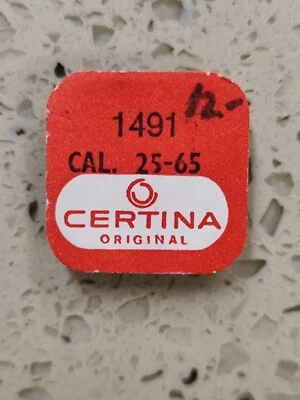 12.-
1491
CAL. 25-65
CERTINA
ORIGINAL